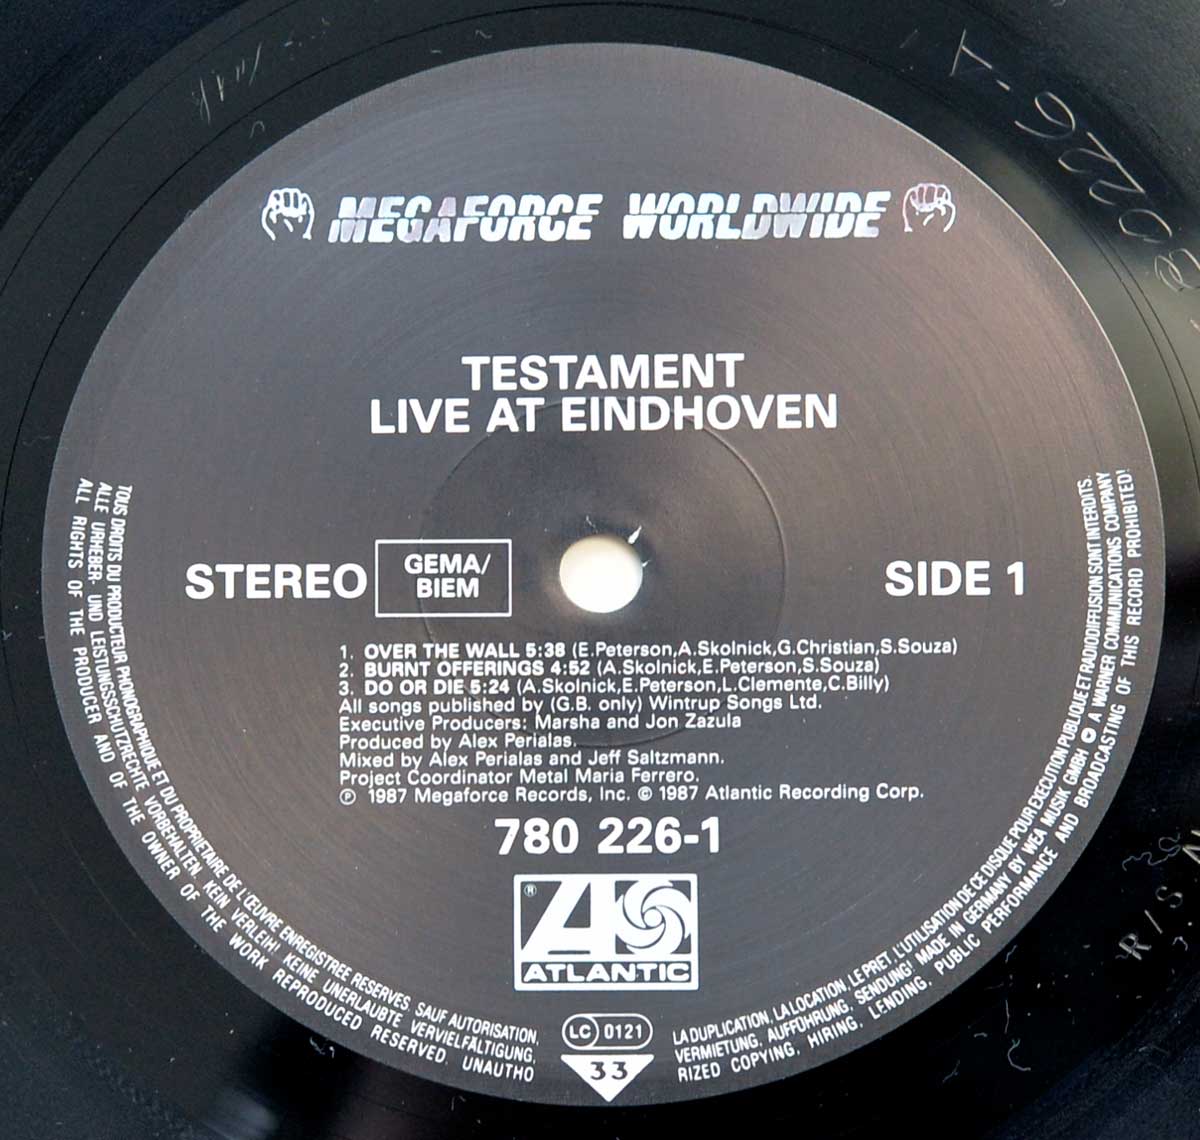 MEGAFORCE WORLDWIDE
TESTAMENT
LIVE AT EINDHOVEN
STEREO
GEMA/
BIEM
SIDE 1
1. OVER THE WALL 5:38 (E.Peterson,A.Skolnick,G.Christian,S.Souza)
2. BURNT OFFERINGS 4:52 (A.Skolnick,E.Peterson,S.Souza)
3. DO OR DIE 5:24 (A.Skolnick,E.Peterson,L.Clemente,C.Billy)
All songs published by (G.B. only) Wintrup Songs Ltd.
Executive Producers: Marsha and Jon Zazula
Produced by Alex Perialas.
Mixed by Alex Perialas and Jeff Saltzmann.
Project Coordinator Metal Maria Ferrero.
℗ 1987 Megaforce Records, Inc. © 1987 Atlantic Recording Corp.
780 226-1
®
ATLANTIC
LC 0121
33
TOUS DROITS DU PRODUCTEUR PHONOGRAPHIQUE ET DU PROPRIETAIRE DE L'ŒUVRE ENREGISTREE RESERVES. SAUF AUTORISATION, LA DUPLICATION, LA LOCATION, LE PRET, L'UTILISATION DE CE DISQUE POUR EXECUTION PUBLIQUE ET RADIODIFFUSION SONT INTERDITS.
ALLE URHEBER- UND LEISTUNGSSCHUTZRECHTE VORBEHALTEN. KEIN VERLEIH! KEINE UNERLAUBTE VERVIELFÄLTIGUNG, VERMIETUNG, AUFFÜHRUNG, SENDUNG! MADE IN GERMANY BY WEA MUSIK GMBH A WARNER COMMUNICATIONS COMPANY
ALL RIGHTS OF THE PRODUCER AND OF THE OWNER OF THE WORK REPRODUCED RESERVED. UNAUTHORIZED COPYING, HIRING, LENDING, PUBLIC PERFORMANCE AND BROADCASTING OF THIS RECORD PROHIBITED!
R/S